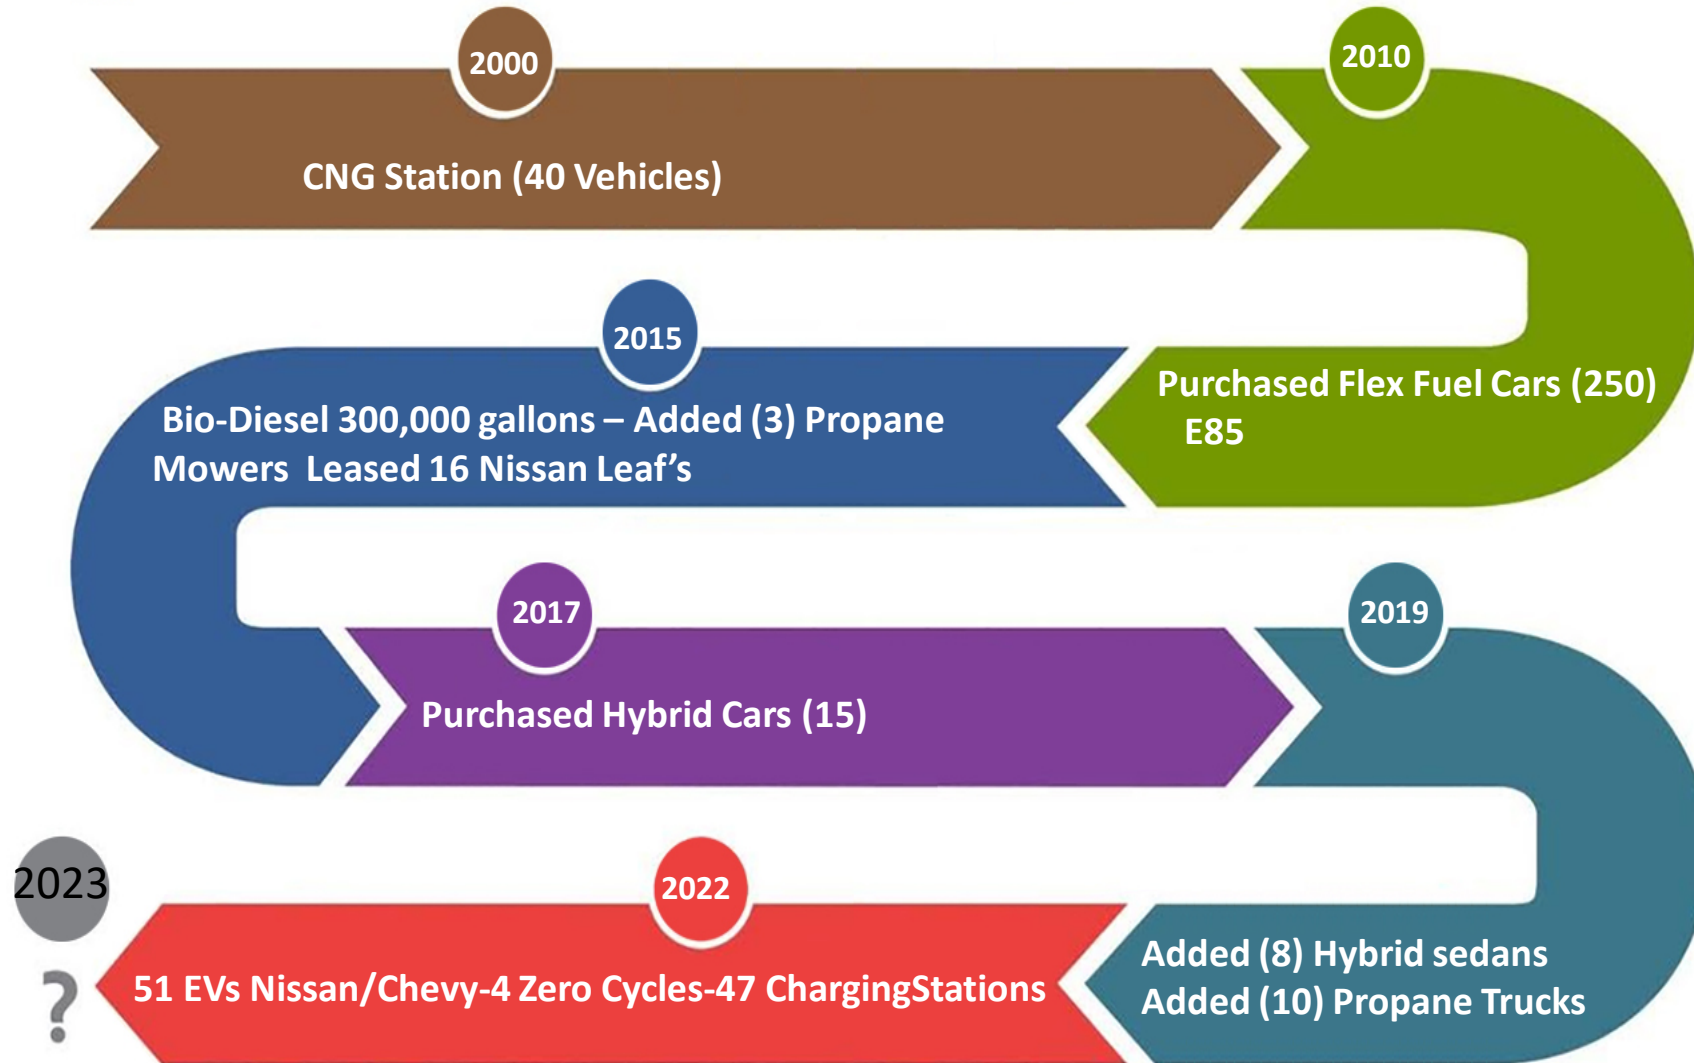 2000
CNG Station (40 Vehicles)
2010
Purchased Flex Fuel Cars (250)
E85
2015
Bio-Diesel 300,000 gallons – Added (3) Propane
Mowers  Leased 16 Nissan Leaf’s
2017
Purchased Hybrid Cars (15)
2019
Added (8) Hybrid sedans
Added (10) Propane Trucks
2022
51 EVs Nissan/Chevy-4 Zero Cycles-47 ChargingStations
2023
?